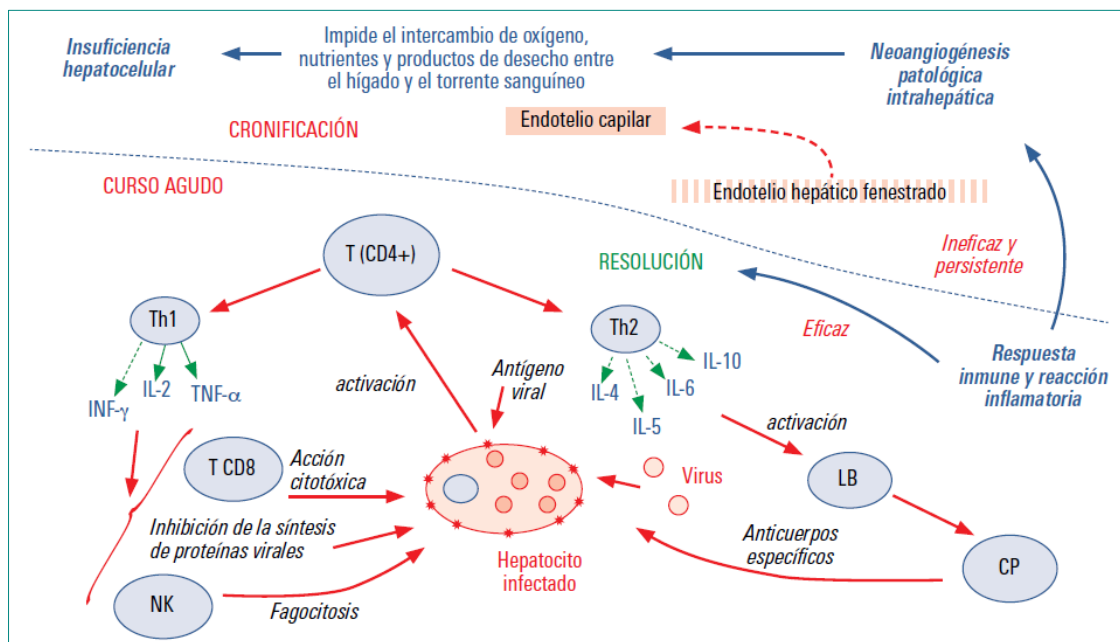 Insuficiencia
hepatocelular
Impide el intercambio de oxígeno,
nutrientes y productos de desecho entre
el hígado y el torrente sanguíneo
Neoangiogénesis
patológica
intrahepática
CRONIFICACIÓN
Endotelio capilar
CURSO AGUDO
Endotelio hepático fenestrado
T (CD4+)
RESOLUCIÓN
Ineficaz y
persistente
Th1
Th2
Eficaz
INF-γ
IL-2
TNF-α
activación
Antígeno
viral
IL-4
IL-5
IL-6
IL-10
Respuesta
inmune y reacción
inflamatoria
activación
T CD8
Acción
citotóxica
Virus
LB
Inhibición de la síntesis
de proteínas virales
Hepatocito
infectado
Anticuerpos
específicos
CP
NK
Fagocitosis